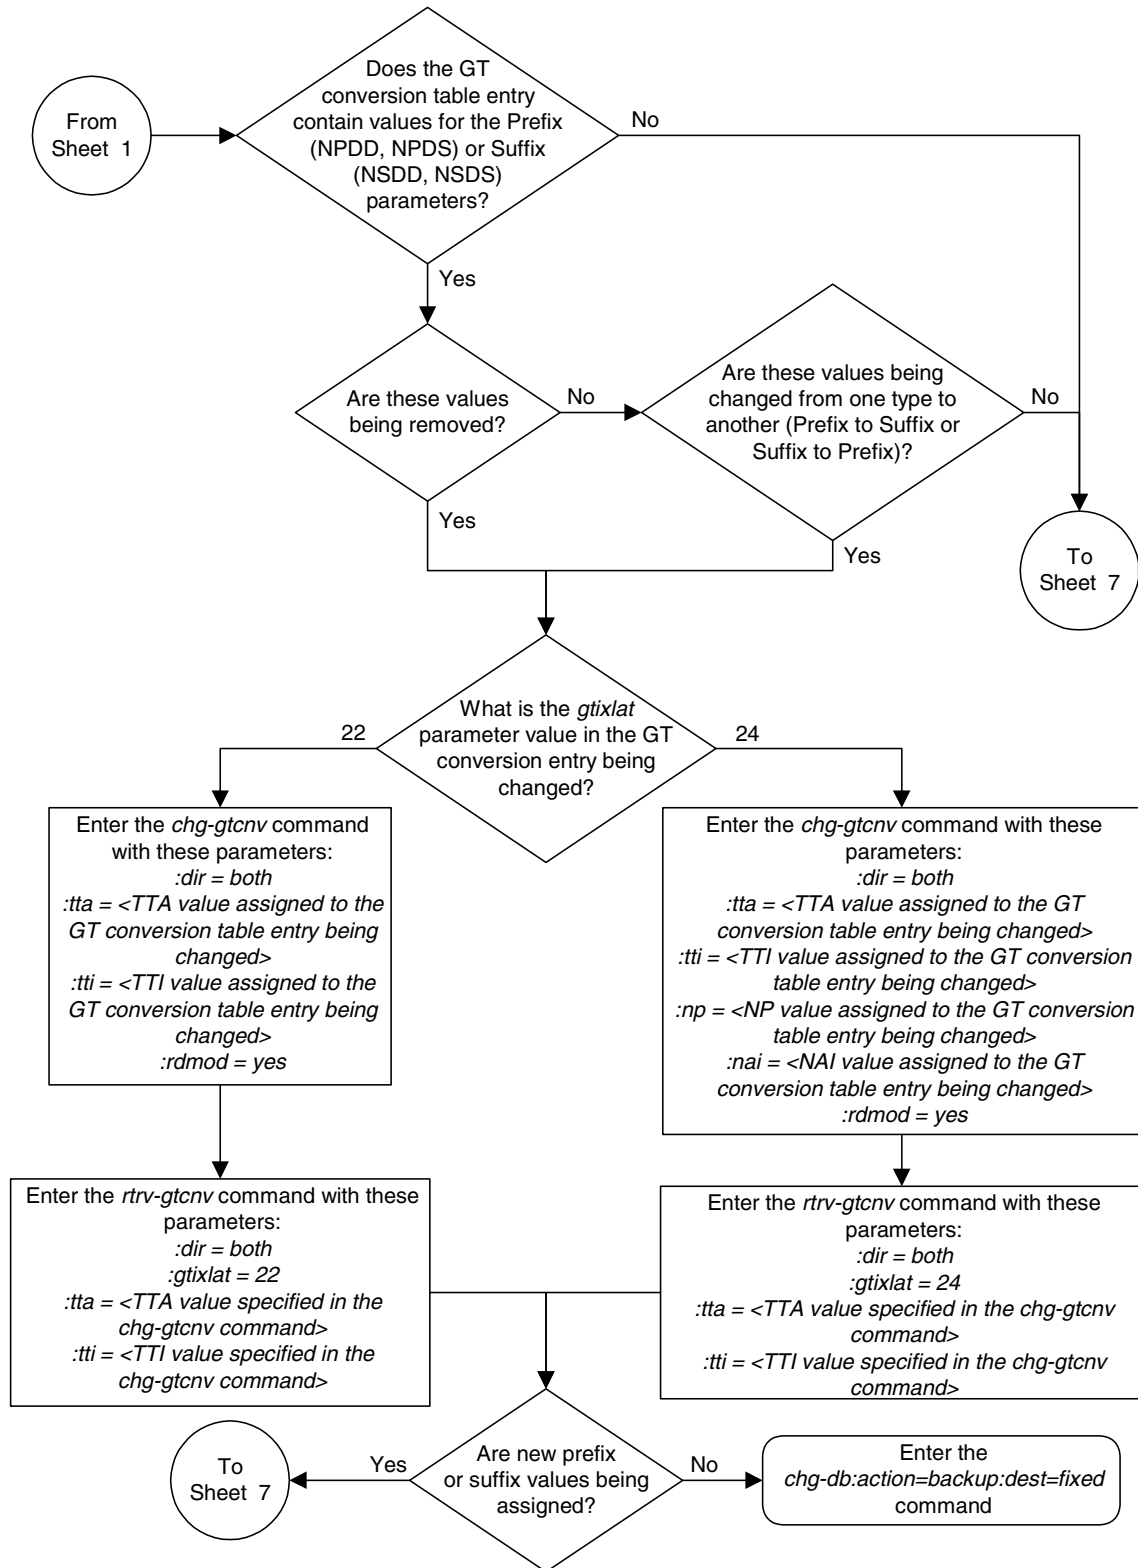 From
Sheet 1
Does the GT
conversion table entry
contain values for the Prefix
(NPDD, NPDS) or Suffix
(NSDD, NSDS)
parameters?
No
Yes
Are these values
being removed?
No
Are these values being
changed from one type to
another (Prefix to Suffix or
Suffix to Prefix)?
No
Yes
Yes
To
Sheet 7
What is the gtixlat
parameter value in the GT
conversion entry being
changed?
22
24
Enter the chg-gtcnv command
with these parameters:
:dir = both
:tta = <TTA value assigned to the
GT conversion table entry being
changed>
:tti = <TTI value assigned to the
GT conversion table entry being
changed>
:rdmod = yes
Enter the chg-gtcnv command with these
parameters:
:dir = both
:tta = <TTA value assigned to the GT
conversion table entry being changed>
:tti = <TTI value assigned to the GT conversion
table entry being changed>
:np = <NP value assigned to the GT conversion
table entry being changed>
:nai = <NAI value assigned to the GT
conversion table entry being changed>
:rdmod = yes
Enter the rtrv-gtcnv command with these
parameters:
:dir = both
:gtixlat = 22
:tta = <TTA value specified in the
chg-gtcnv command>
:tti = <TTI value specified in the
chg-gtcnv command>
Enter the rtrv-gtcnv command with these
parameters:
:dir = both
:gtixlat = 24
:tta = <TTA value specified in the chg-gtcnv
command>
:tti = <TTI value specified in the chg-gtcnv
command>
To
Sheet 7
Yes
Are new prefix
or suffix values being
assigned?
No
Enter the
chg-db:action=backup:dest=fixed
command